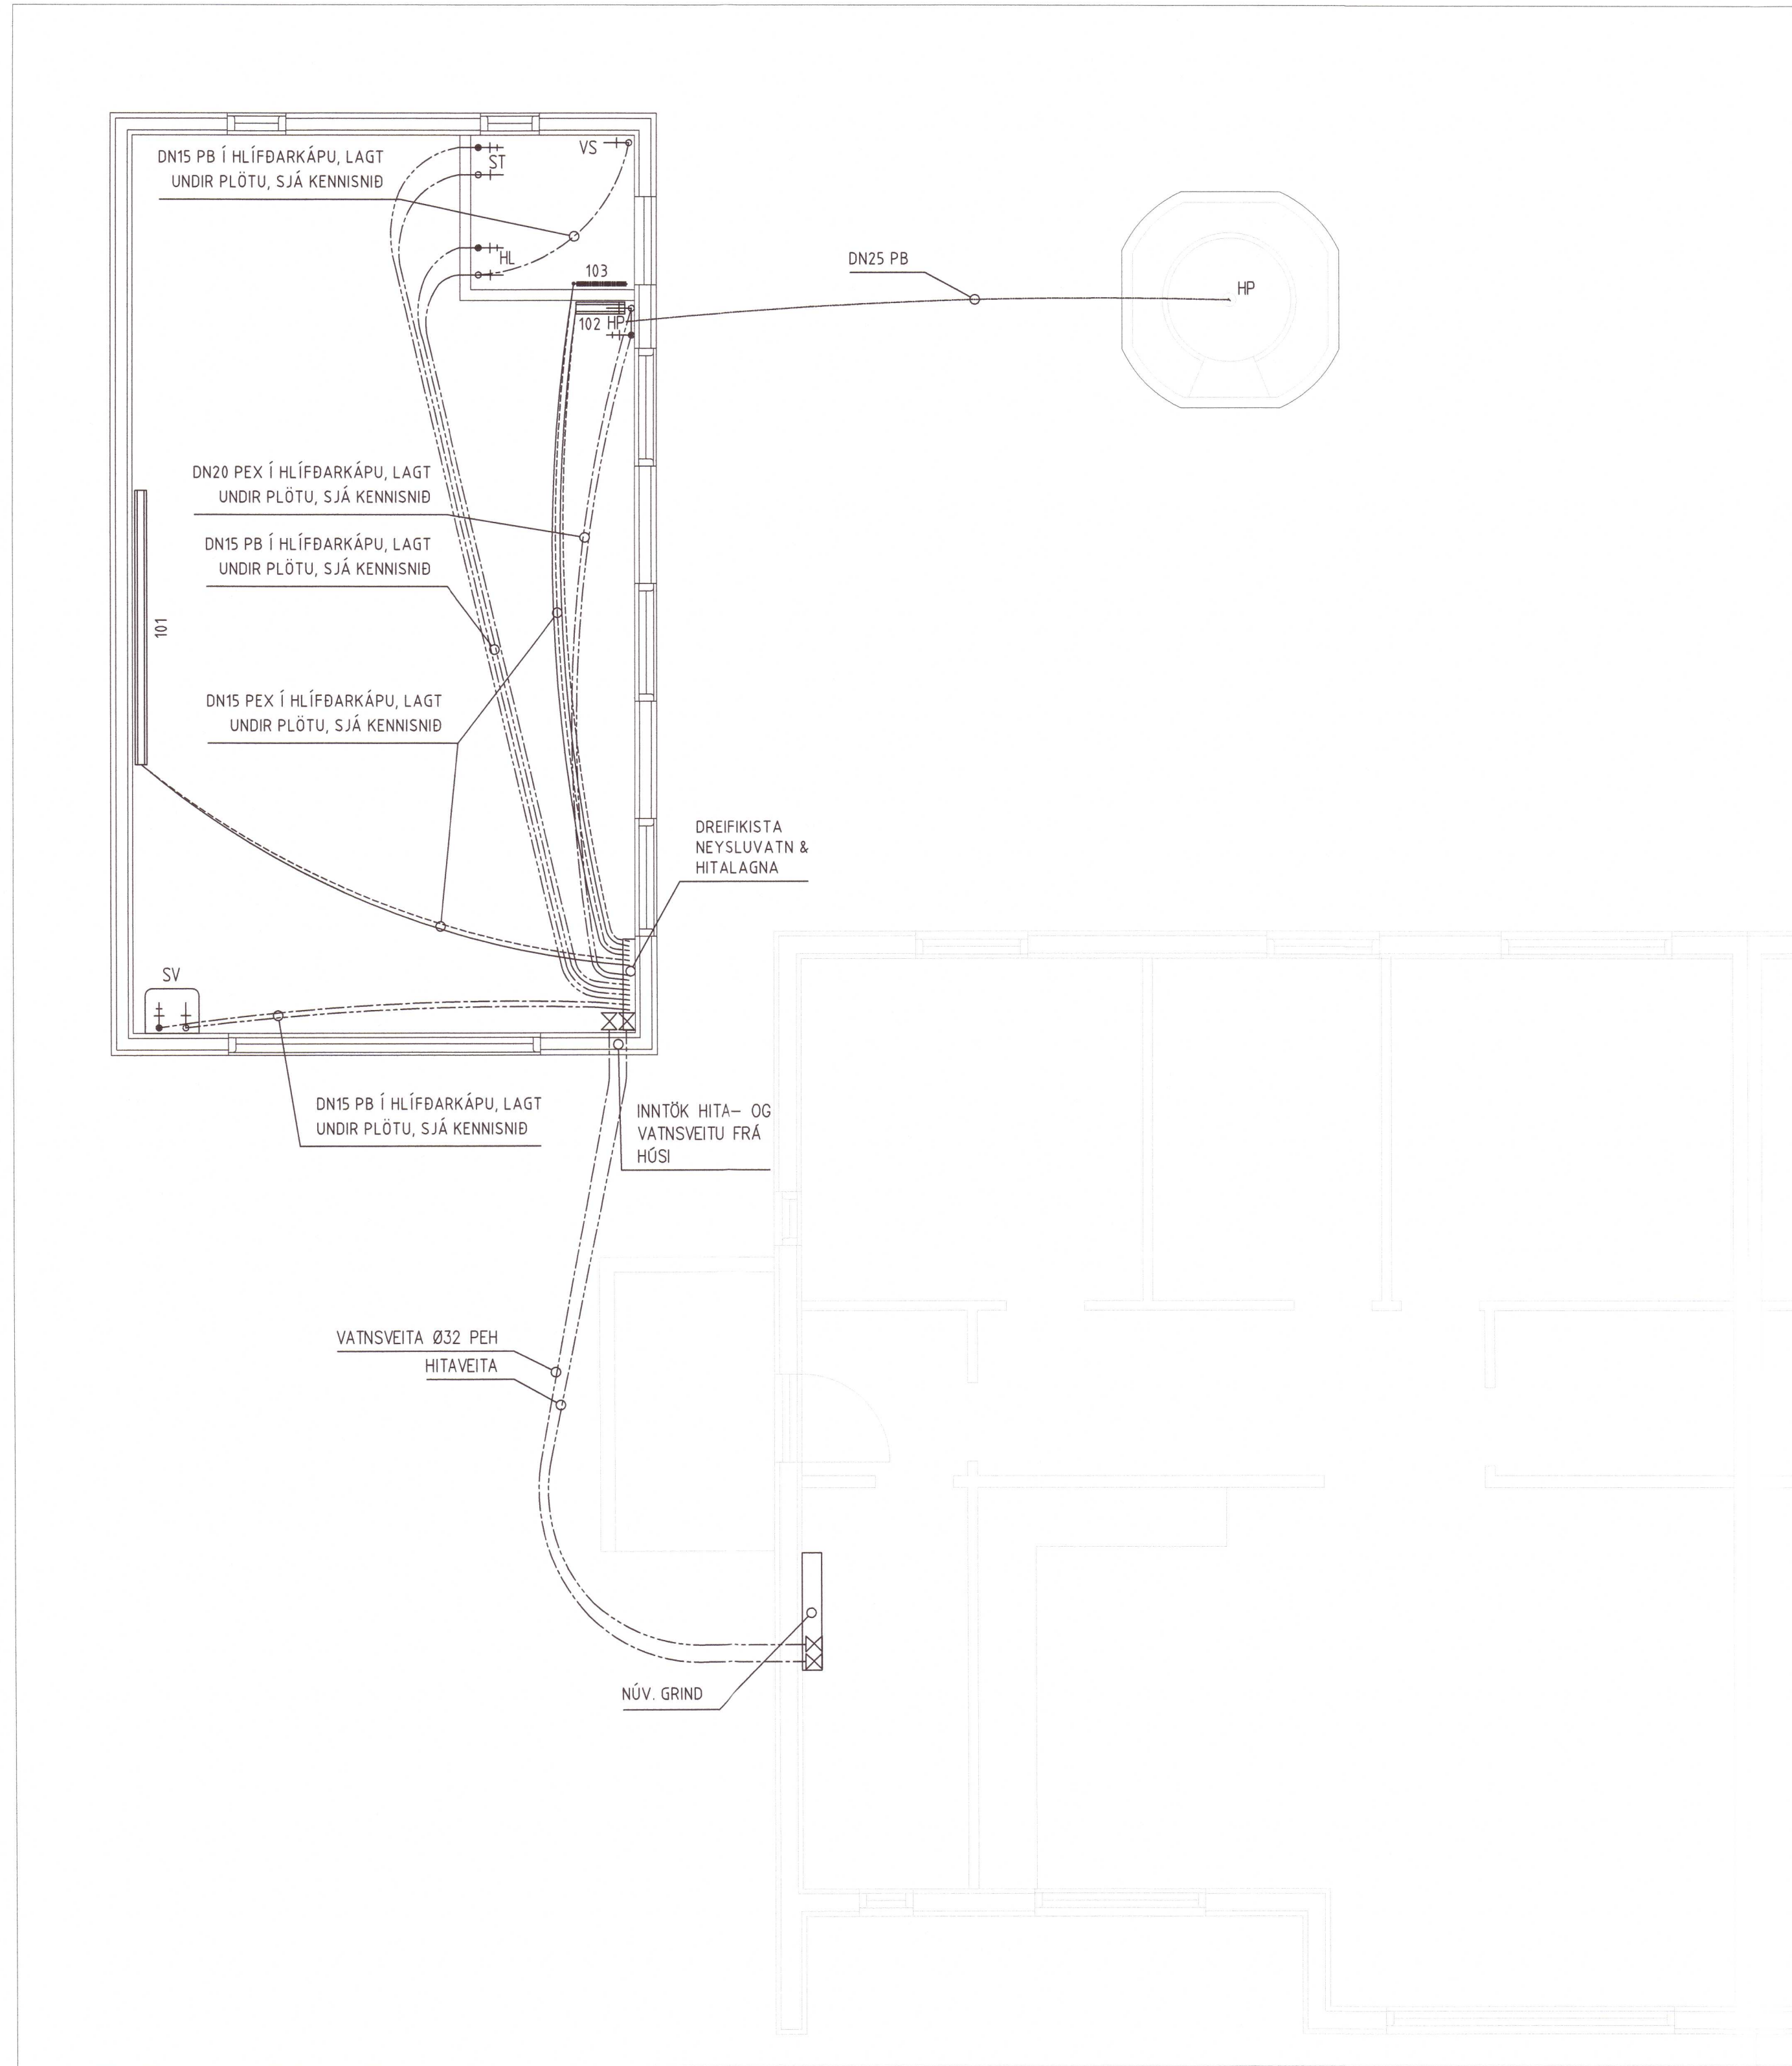 DN15 PB Í HLÍFÐARKÁPU, LAGT
UNDIR PLÖTU, SJÁ KENNISNIÐ
ST
VS
HL
103
102 HP
DN25 PB
HP
DN20 PEX Í HLÍFÐARKÁPU, LAGT
UNDIR PLÖTU, SJÁ KENNISNIÐ
DN15 PB Í HLÍFÐARKÁPU, LAGT
UNDIR PLÖTU, SJÁ KENNISNIÐ
101
DN15 PEX Í HLÍFÐARKÁPU, LAGT
UNDIR PLÖTU, SJÁ KENNISNIÐ
DREIFIKISTA
NEYSLUVATN &
HITALAGNA
SV
DN15 PB Í HLÍFÐARKÁPU, LAGT
UNDIR PLÖTU, SJÁ KENNISNIÐ
INNTÖK HITA- OG
VATNSVEITU FRÁ
HÚSI
VATNSVEITA Ø32 PEH
HITAVEITA
NÚV. GRIND